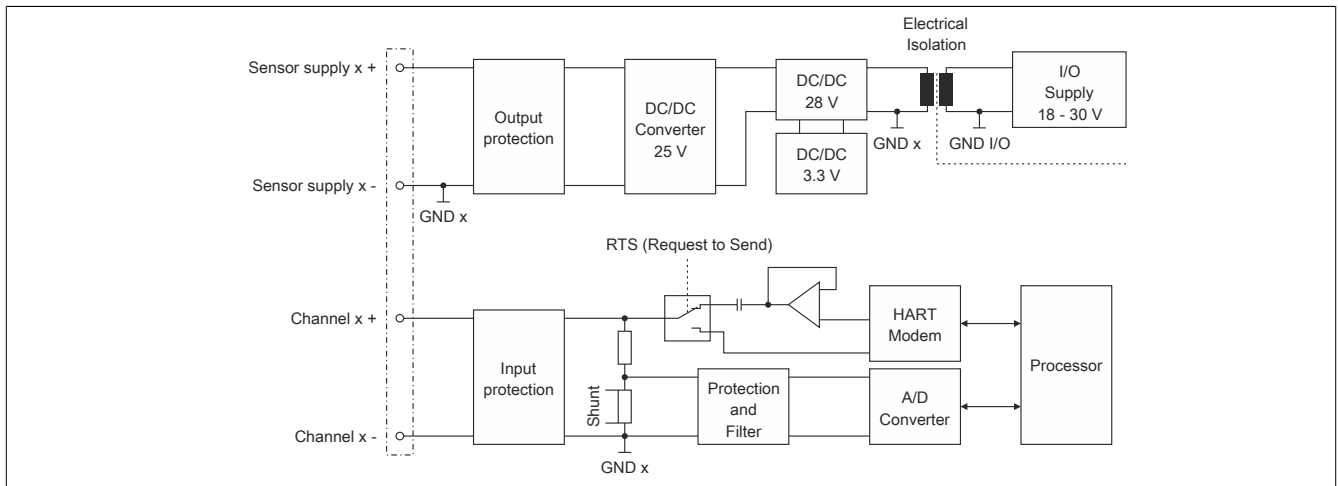 Electrical
Isolation
Sensor supply x +
Output
protection
DC/DC
Converter
25 V
DC/DC
28 V
DC/DC
3.3 V
GND x
GND I/O
I/O
Supply
18 - 30 V
Sensor supply x -
GND x
RTS (Request to Send)
Channel x +
Input
protection
Shunt
HART
Modem
Processor
Protection
and
Filter
A/D
Converter
Channel x -
GND x